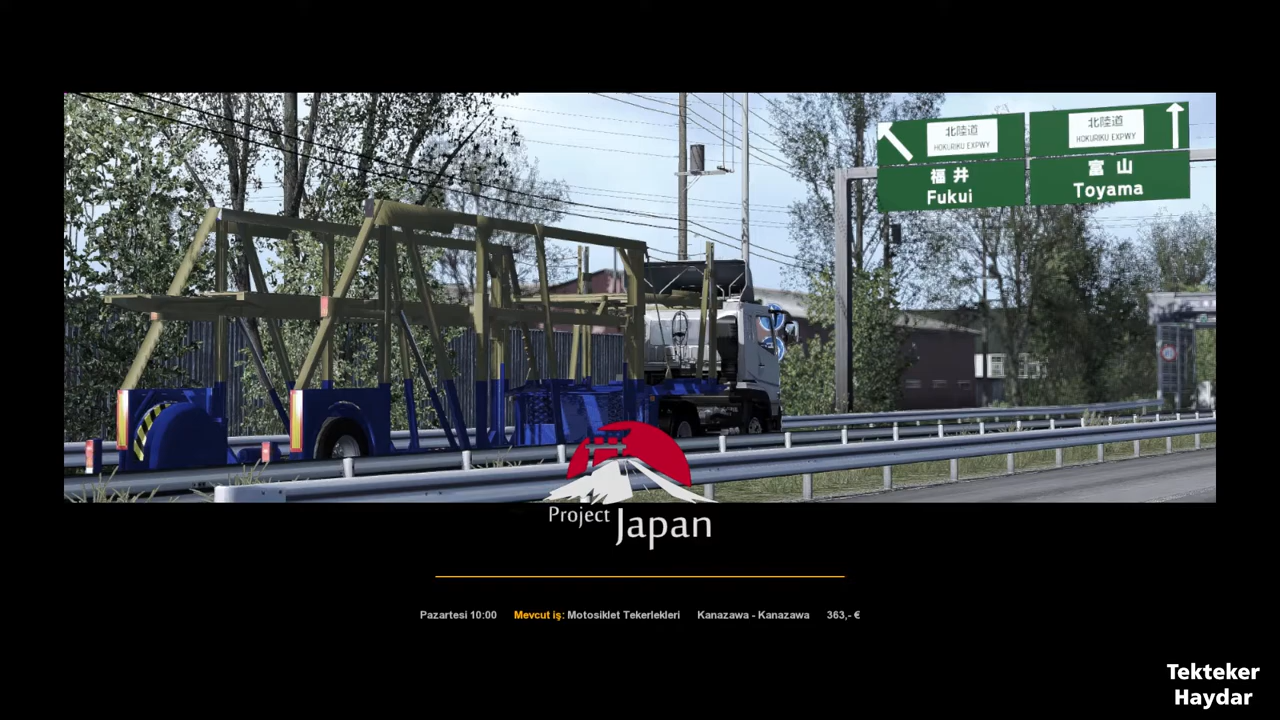 北陸道
HOKURIKU EXPWY
福井
Fukui
北陸道
HOKURIKU EXPWY
富山
Toyama
Project Japan
Pazartesi 10:00 Mevcut iş: Motosiklet Tekerlekleri Kanazawa - Kanazawa 363,- €
Tekteker
Haydar